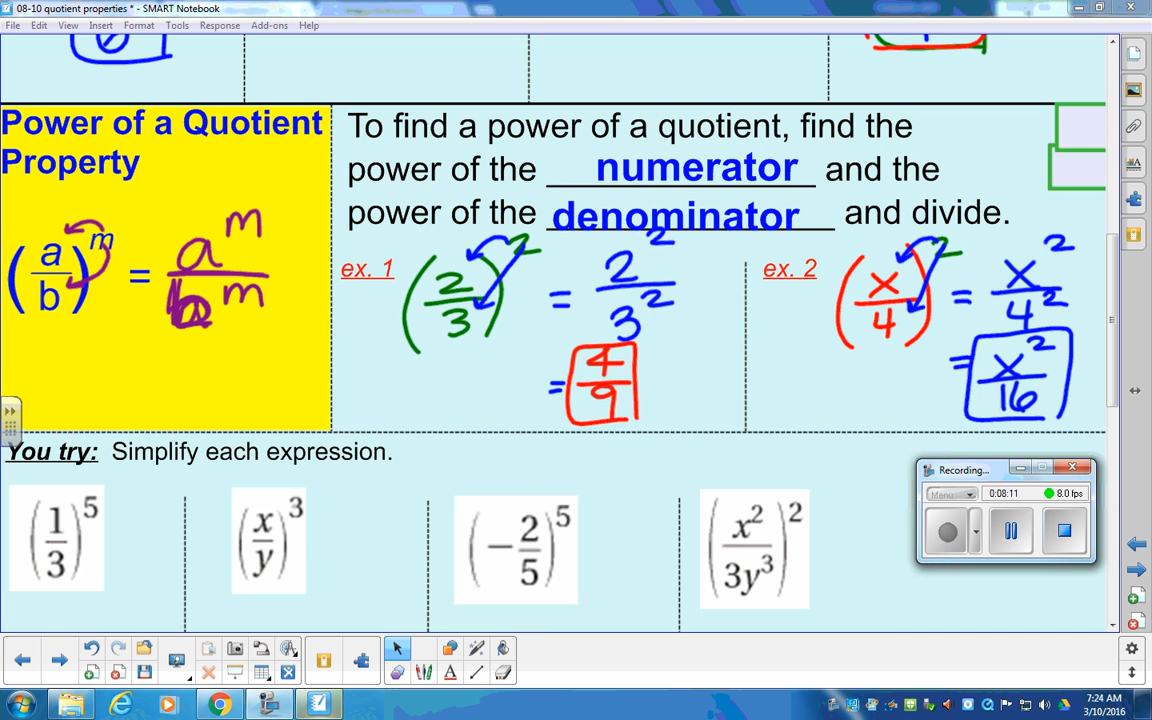 08-10 quotient properties * - SMART Notebook
File Edit View Insert Format Tools Response Add-ons Help
Power of a Quotient
Property
(a/b)^m = a^m/b^m
To find a power of a quotient, find the
power of the numerator and the
power of the denominator and divide.
ex. 1 (2/3)^2 = 2^2/3^2
= 4/9
ex. 2 (x/4)^2 = x^2/4^2
= x^2/16
You try: Simplify each expression.
(1/3)^5 (x/y)^3 (-2/5)^5 (x^2/3y^3)^2
Recording...
Menu 0:08:11 8.0 fps
7:24 AM
3/10/2016